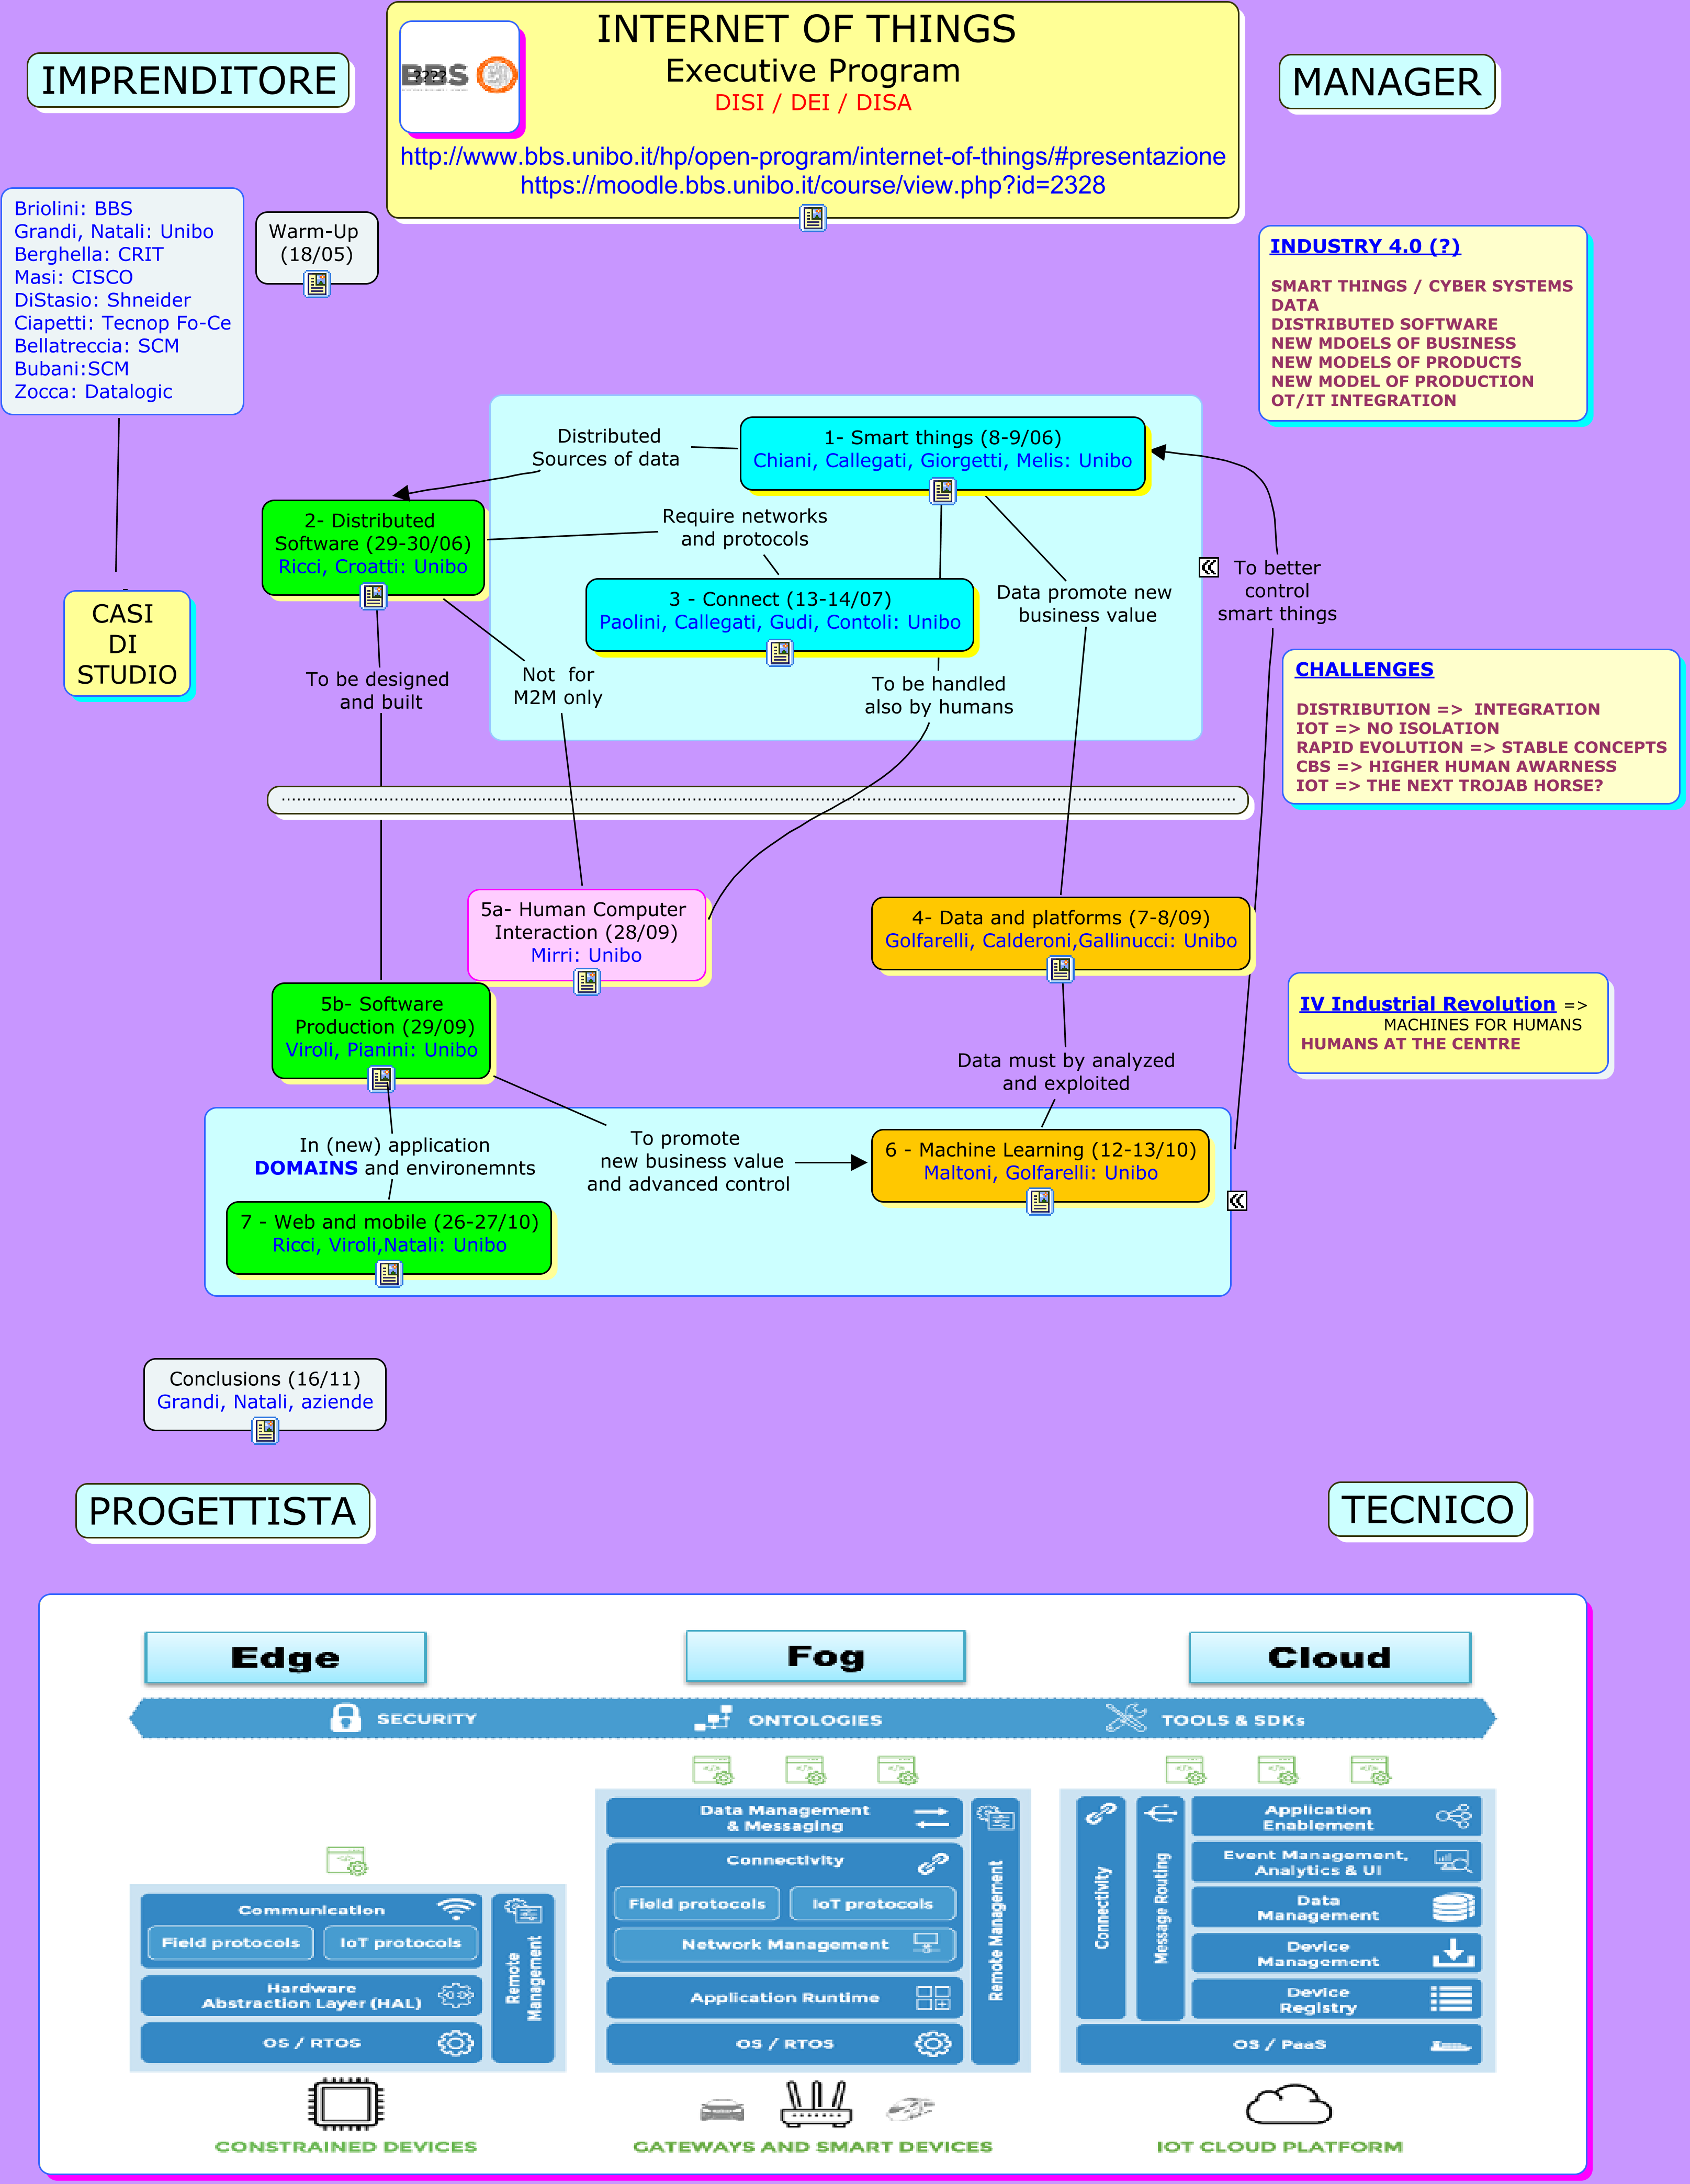 IMPRENDITORE
BBS
????
INTERNET OF THINGS
Executive Program
DISI / DEI / DISA
http://www.bbs.unibo.it/hp/open-program/internet-of-things/#presentazione
https://moodle.bbs.unibo.it/course/view.php?id=2328
MANAGER
Briolini: BBS
Grandi, Natali: Unibo
Berghella: CRIT
Masi: CISCO
DiStasio: Shneider
Ciapetti: Tecnop Fo-Ce
Bellatreccia: SCM
Bubani:SCM
Zocca: Datalogic
Warm-Up
(18/05)
INDUSTRY 4.0 (?)
SMART THINGS / CYBER SYSTEMS
DATA
DISTRIBUTED SOFTWARE
NEW MDOELS OF BUSINESS
NEW MODELS OF PRODUCTS
NEW MODEL OF PRODUCTION
OT/IT INTEGRATION
Distributed
Sources of data
1- Smart things (8-9/06)
Chiani, Callegati, Giorgetti, Melis: Unibo
2- Distributed
Software (29-30/06)
Ricci, Croatti: Unibo
Require networks
and protocols
3 - Connect (13-14/07)
Paolini, Callegati, Gudi, Contoli: Unibo
Data promote new
business value
To better
control
smart things
CASI
DI
STUDIO
To be designed
and built
Not for
M2M only
To be handled
also by humans
CHALLENGES
DISTRIBUTION => INTEGRATION
IOT => NO ISOLATION
RAPID EVOLUTION => STABLE CONCEPTS
CBS => HIGHER HUMAN AWARNESS
IOT => THE NEXT TROJAB HORSE?
5a- Human Computer
Interaction (28/09)
Mirri: Unibo
4- Data and platforms (7-8/09)
Golfarelli, Calderoni,Gallinucci: Unibo
5b- Software
Production (29/09)
Viroli, Pianini: Unibo
IV Industrial Revolution =>
MACHINES FOR HUMANS
HUMANS AT THE CENTRE
Data must by analyzed
and exploited
In (new) application
DOMAINS and environemnts
To promote
new business value
and advanced control
6 - Machine Learning (12-13/10)
Maltoni, Golfarelli: Unibo
7 - Web and mobile (26-27/10)
Ricci, Viroli,Natali: Unibo
Conclusions (16/11)
Grandi, Natali, aziende
PROGETTISTA
TECNICO
Edge
Fog
Cloud
SECURITY
ONTOLOGIES
TOOLS & SDKs
Communication
Field protocols
IoT protocols
Hardware
Abstraction Layer (HAL)
OS / RTOS
Remote
Management
CONSTRAINED DEVICES
Data Management
& Messaging
Connectivity
Field protocols
IoT protocols
Network Management
Application Runtime
OS / RTOS
Remote Management
GATEWAYS AND SMART DEVICES
Connectivity
Message Routing
Application
Enablement
Event Management,
Analytics & UI
Data
Management
Device
Management
Device
Registry
OS / PaaS
IOT CLOUD PLATFORM